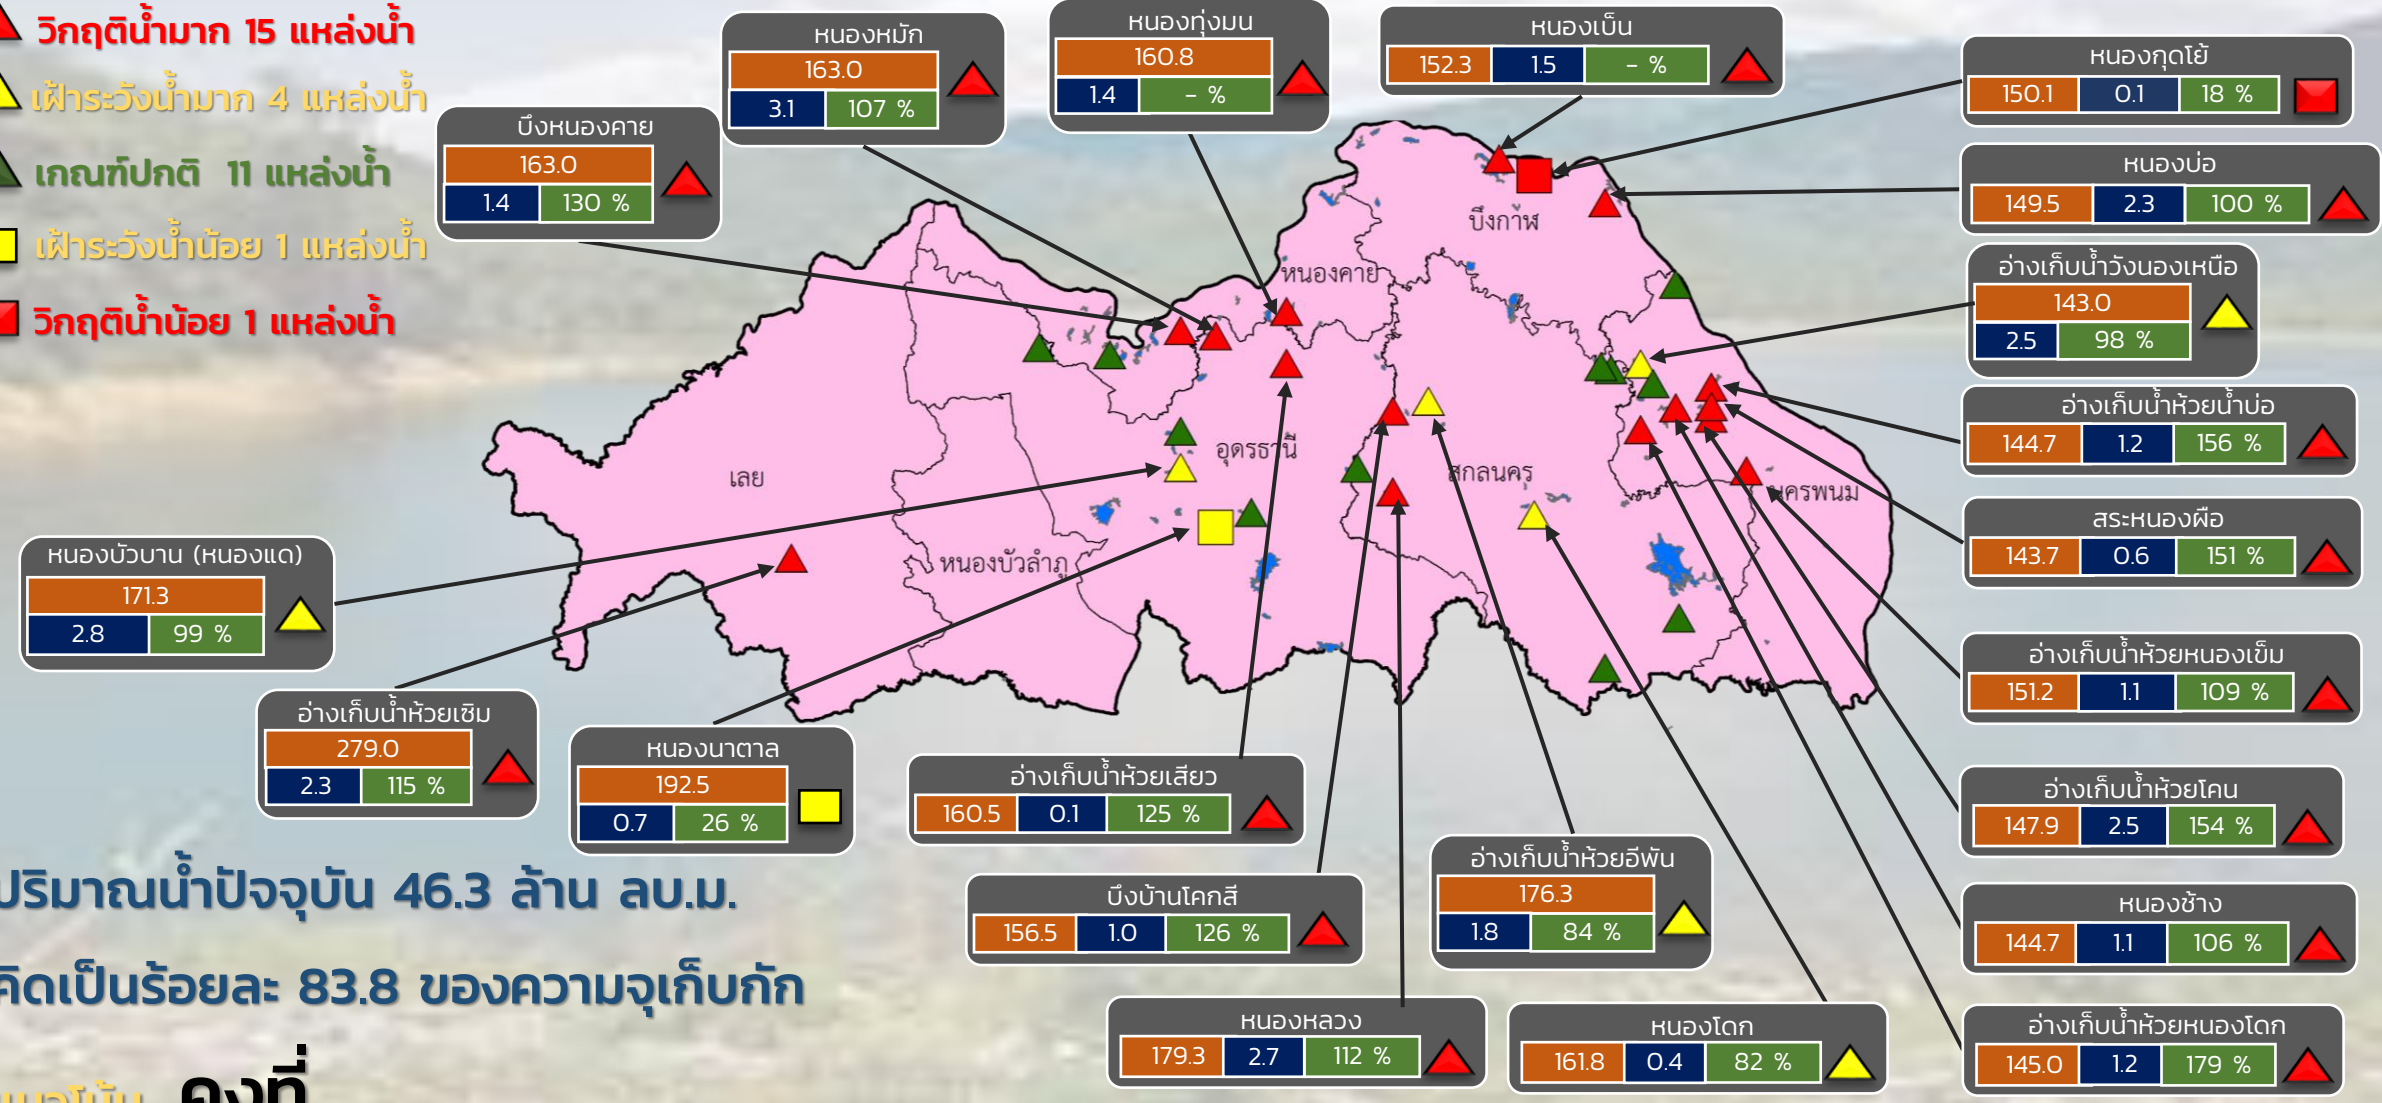 วิกฤติน้ำมาก 15 แหล่งน้ำ
เฝ้าระวังน้ำมาก 4 แหล่งน้ำ
เกณฑ์ปกติ 11 แหล่งน้ำ
เฝ้าระวังน้ำน้อย 1 แหล่งน้ำ
วิกฤติน้ำน้อย 1 แหล่งน้ำ
บึงหนองคาย
163.0
1.4 130 %
หนองหมัก
163.0
3.1 107 %
หนองทุ่งมน
160.8
1.4 - %
หนองเบ็น
152.3 1.5 - %
หนองกุดโย้
150.1 0.1 18 %
หนองบ่อ
149.5 2.3 100 %
อ่างเก็บน้ำวังนองเหนือ
143.0
2.5 98 %
อ่างเก็บน้ำห้วยน้ำบ่อ
144.7 1.2 156 %
สระหนองผือ
143.7 0.6 151 %
อ่างเก็บน้ำห้วยหนองเข็ม
151.2 1.1 109 %
อ่างเก็บน้ำห้วยโคน
147.9 2.5 154 %
หนองช้าง
144.7 1.1 106 %
อ่างเก็บน้ำห้วยหนองโดก
145.0 1.2 179 %
บึงกาฬ
หนองคาย
อุดรธานี
เลย
สกลนคร
นครพนม
หนองบัวลำภู
หนองบัวบาน (หนองแด)
171.3
2.8 99 %
อ่างเก็บน้ำห้วยเซิม
279.0
2.3 115 %
หนองนาตาล
192.5
0.7 26 %
อ่างเก็บน้ำห้วยเสียว
160.5 0.1 125 %
บึงบ้านโคกสี
156.5 1.0 126 %
อ่างเก็บน้ำห้วยอีพัน
176.3
1.8 84 %
หนองหลวง
179.3 2.7 112 %
หนองโดก
161.8 0.4 82 %
ปริมาณน้ำปัจจุบัน 46.3 ล้าน ลบ.ม.
คิดเป็นร้อยละ 83.8 ของความจุเก็บกัก
แนวโน้ม คงที่